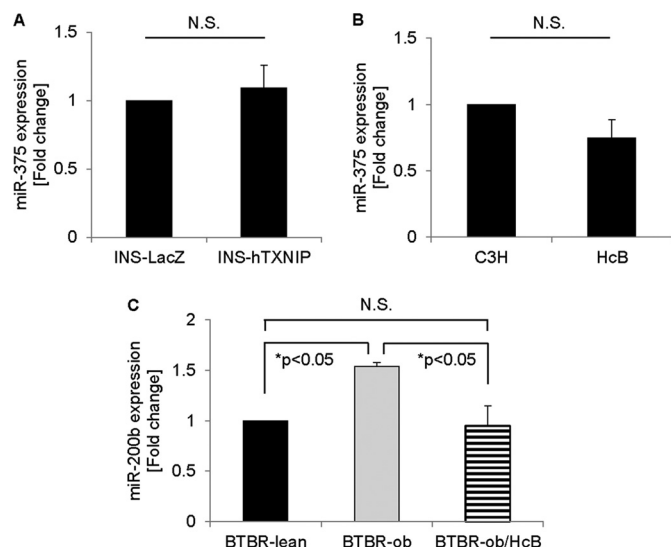 A
N.S.
miR-375 expression
[Fold change]
1.5
1
0.5
0
INS-LacZ INS-hTXNIP
B
N.S.
miR-375 expression
[Fold change]
1.5
1
0.5
0
C3H HcB
C
N.S.
*p<0.05 *p<0.05
miR-200b expression
[Fold change]
2
1.5
1
0.5
0
BTBR-lean BTBR-ob BTBR-ob/HcB